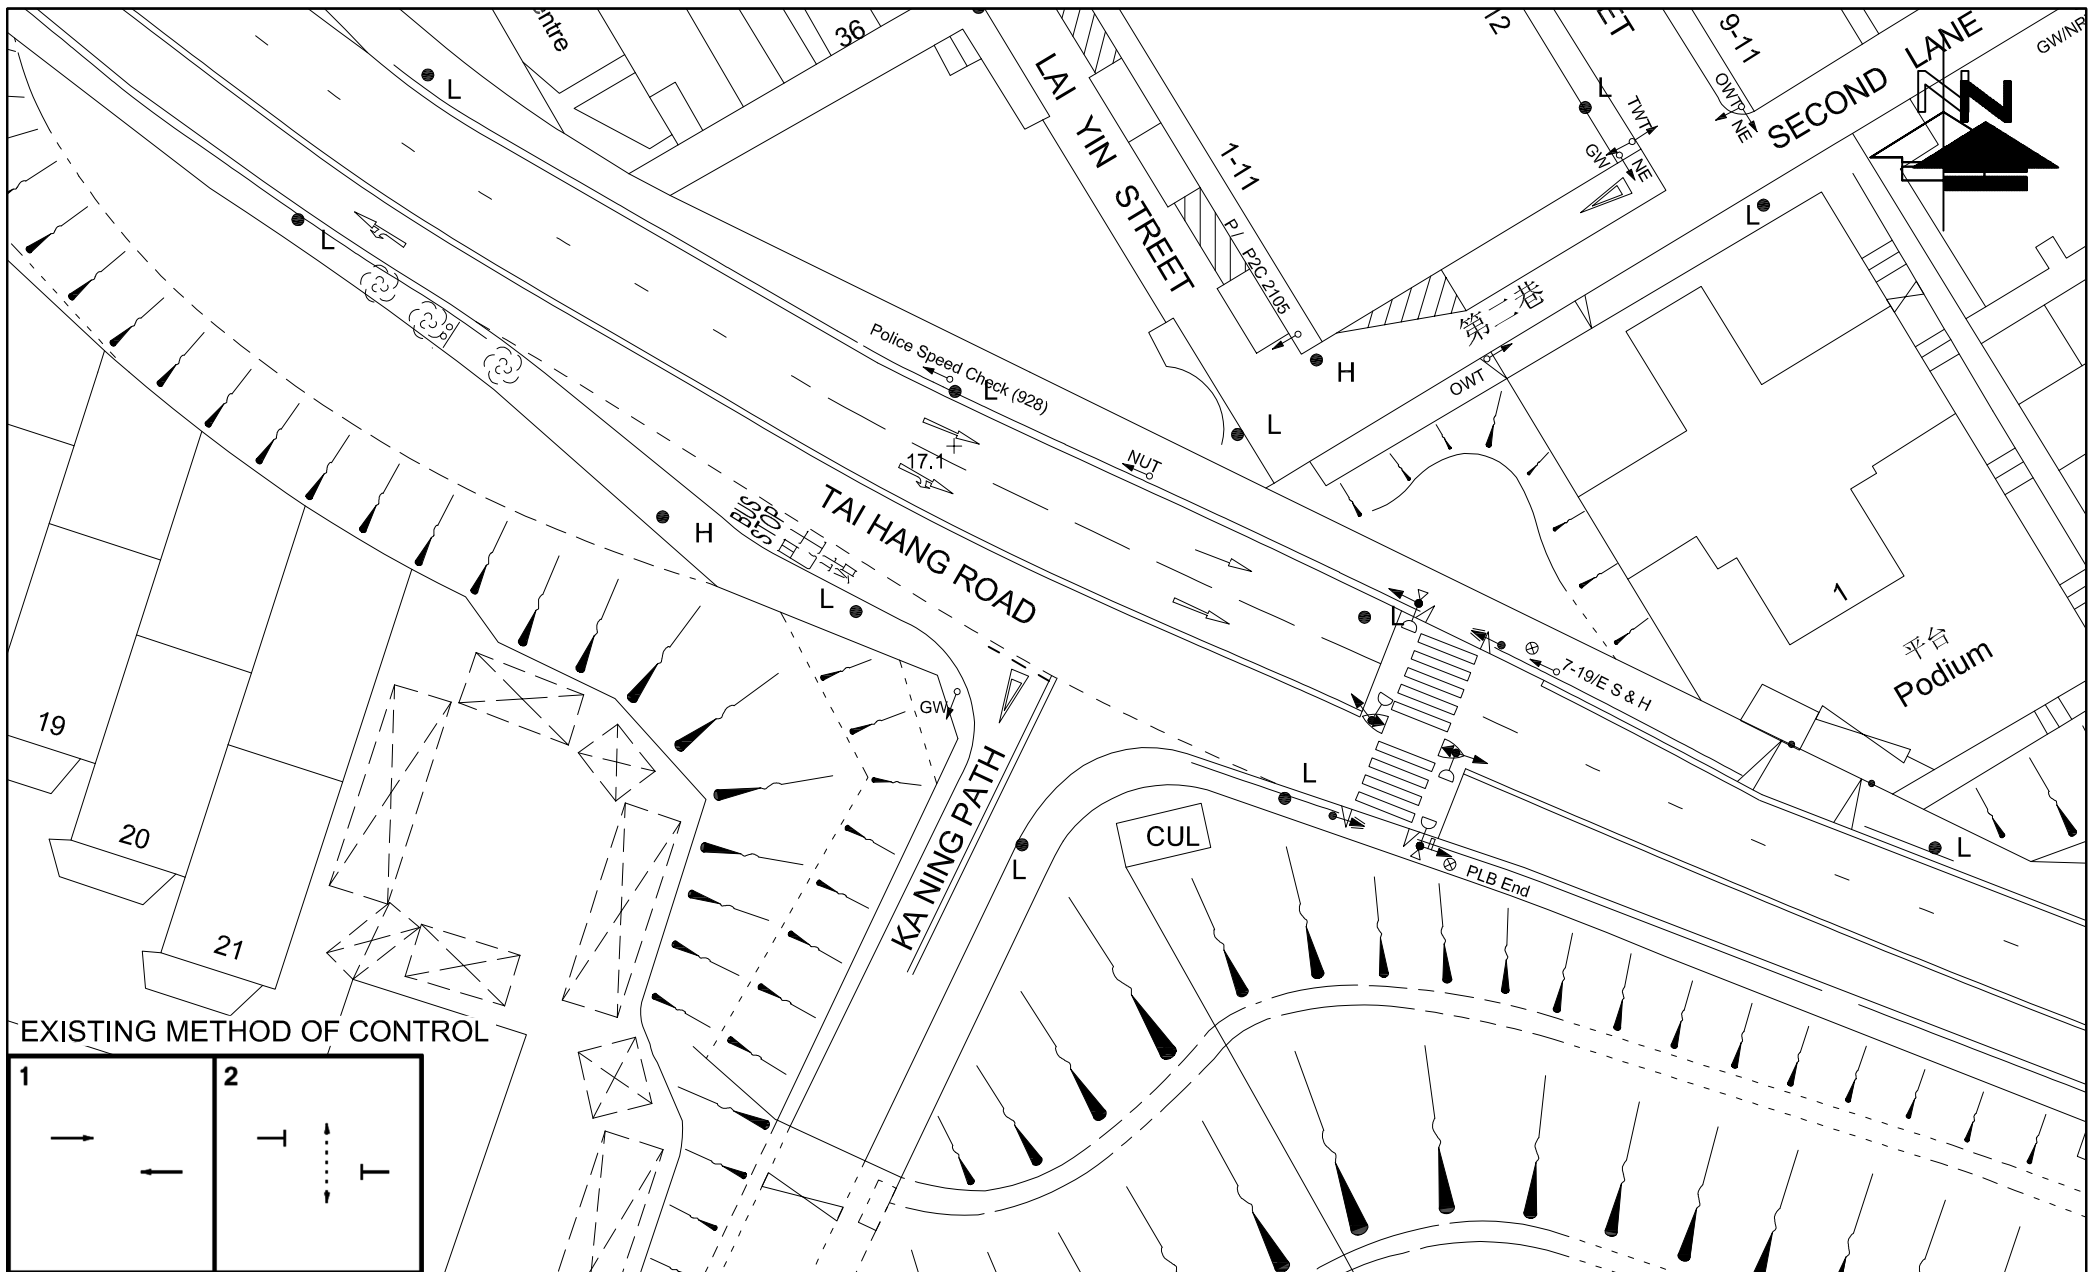 entre
36
12
ET
9-11
GW/NR
SECOND LANE
N
L
L
LAI YIN STREET
1-11
OWT
NE
TWT
GW
NE
L
L
P/ P2C 2105
第二巷
H
OWT
L
Police Speed Check (928)
L
17.1
NUT
BUS
STOP
巴士站
TAI HANG ROAD
H
L
L
7-19/E S & H
1
平台
Podium
GW
19
20
21
KA NING PATH
L
L
CUL
PLB End
L
EXISTING METHOD OF CONTROL
1
2